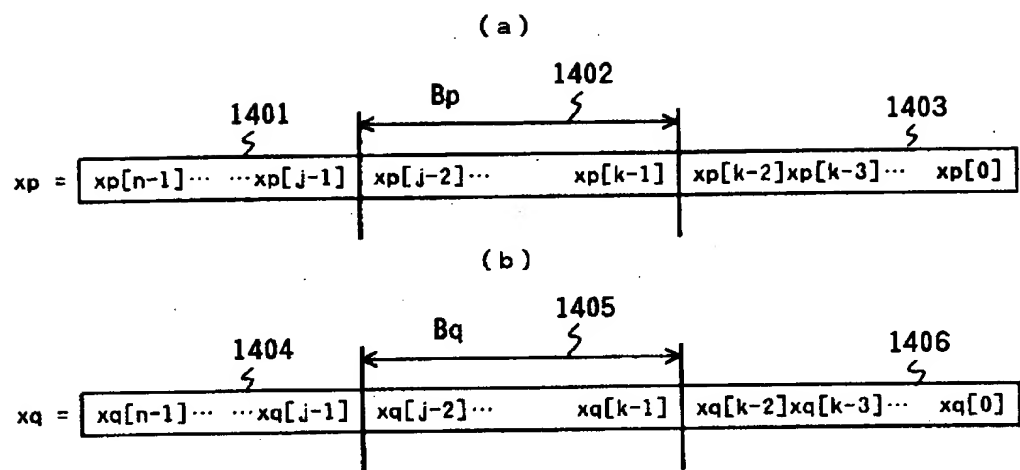 (a)
Bp 1402
1401 1403
xp = xp[n-1]… …xp[j-1] xp[j-2]… xp[k-1] xp[k-2]xp[k-3]… xp[0]
(b)
Bq 1405
1404 1406
xq = xq[n-1]… …xq[j-1] xq[j-2]… xq[k-1] xq[k-2]xq[k-3]… xq[0]